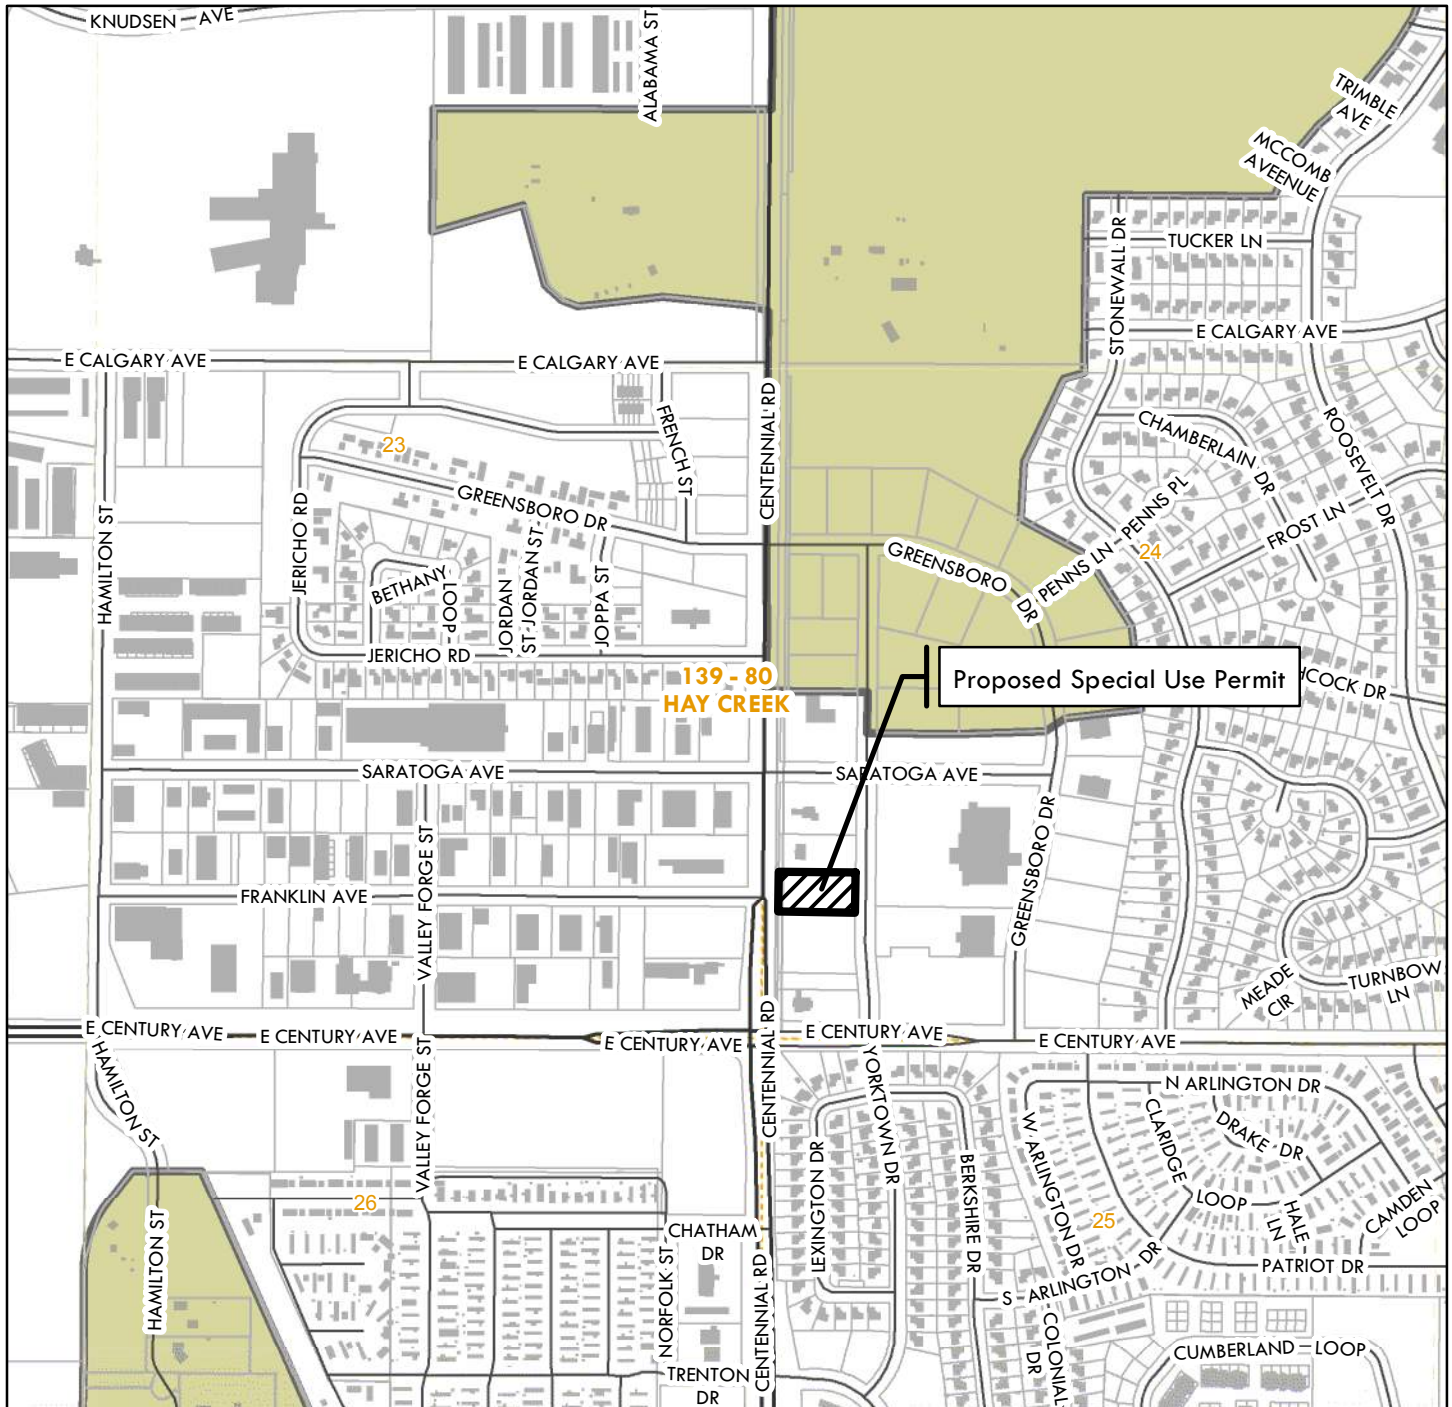 KNUDSEN AVE
ALABAMA ST
TRIMBLE
AVE
MCCOMB
AVEENUE
STONEWALL DR
TUCKER LN
E CALGARY AVE
E CALGARY AVE
E CALGARY AVE
FRENCH ST
CENTENNIAL RD
CHAMBERLAIN DR
ROOSEVELT DR
23
GREENSBORO DR
JERICHO RD
HAMILTON ST
PENNS PL
PENNS LN
24
FROST LN
GREENSBORO
DR
BETHANY
LOOP
JORDAN
ST
JORDAN ST
JOPPA ST
JERICHO RD
139 - 80
HAY CREEK
Proposed Special Use Permit
COCK DR
SARATOGA AVE
SARATOGA AVE
VALLEY FORGE ST
GREENSBORO DR
FRANKLIN AVE
MEADE
CIR
TURNBOW
LN
E CENTURY AVE
E CENTURY AVE
E CENTURY AVE
E CENTURY AVE
E CENTURY AVE
CENTENNIAL RD
HAMILTON ST
VALLEY FORGE ST
YORKTOWN DR
N ARLINGTON DR
W ARLINGTON DR
CLARIDGE
LOOP
DRAKE DR
LEXINGTON DR
BERKSHIRE DR
HALE
LN
CAMDEN
LOOP
26
25
CHATHAM
DR
PATRIOT DR
S ARLINGTON DR
HAMILTON ST
NORFOLK ST
CENTENNIAL RD
COLONIAL
DR
CUMBERLAND LOOP
TRENTON
DR